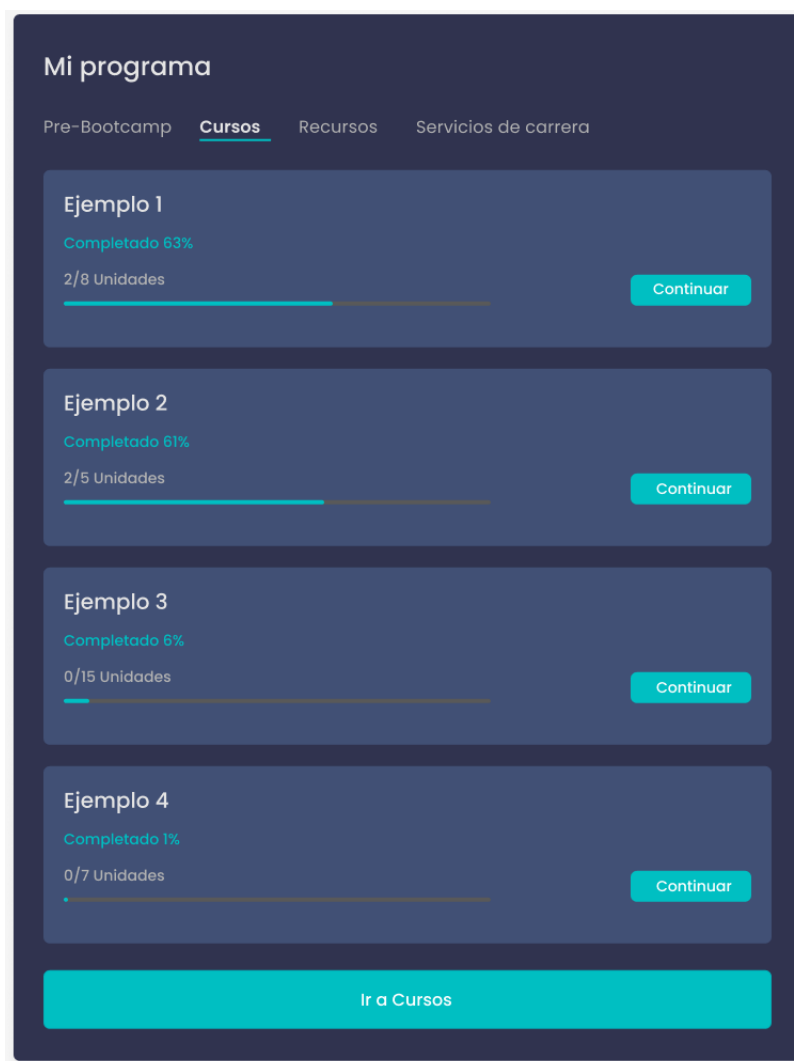 Mi programa
Pre-Bootcamp Cursos Recursos Servicios de carrera
Ejemplo 1
Completado 63%
2/8 Unidades
Continuar
Ejemplo 2
Completado 61%
2/5 Unidades
Continuar
Ejemplo 3
Completado 6%
0/15 Unidades
Continuar
Ejemplo 4
Completado 1%
0/7 Unidades
Continuar
Ir a Cursos